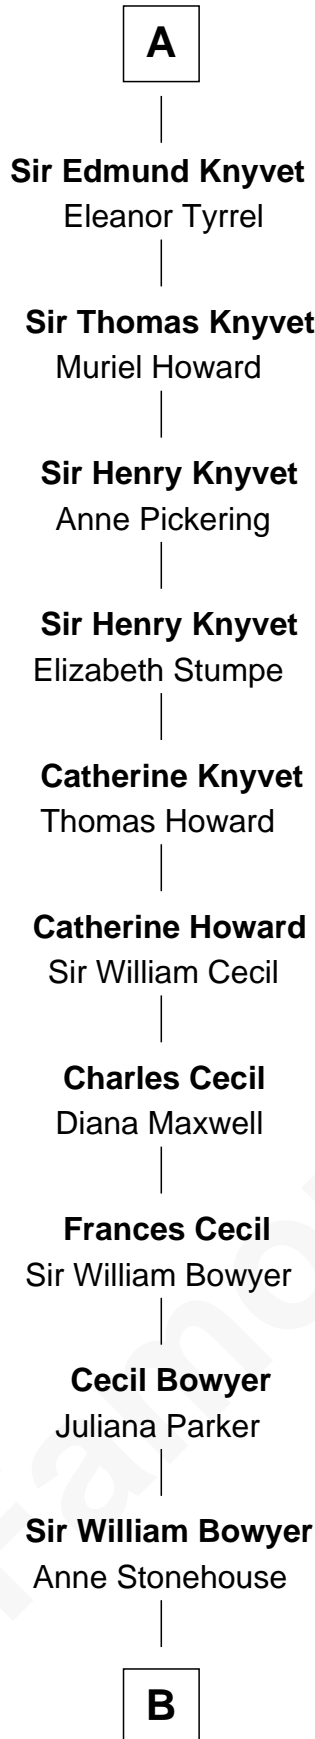 A
Sir Edmund Knyvet
Eleanor Tyrrel
Sir Thomas Knyvet
Muriel Howard
Sir Henry Knyvet
Anne Pickering
Sir Henry Knyvet
Elizabeth Stumpe
Catherine Knyvet
Thomas Howard
Catherine Howard
Sir William Cecil
Charles Cecil
Diana Maxwell
Frances Cecil
Sir William Bowyer
Cecil Bowyer
Juliana Parker
Sir William Bowyer
Anne Stonehouse
B
Famo